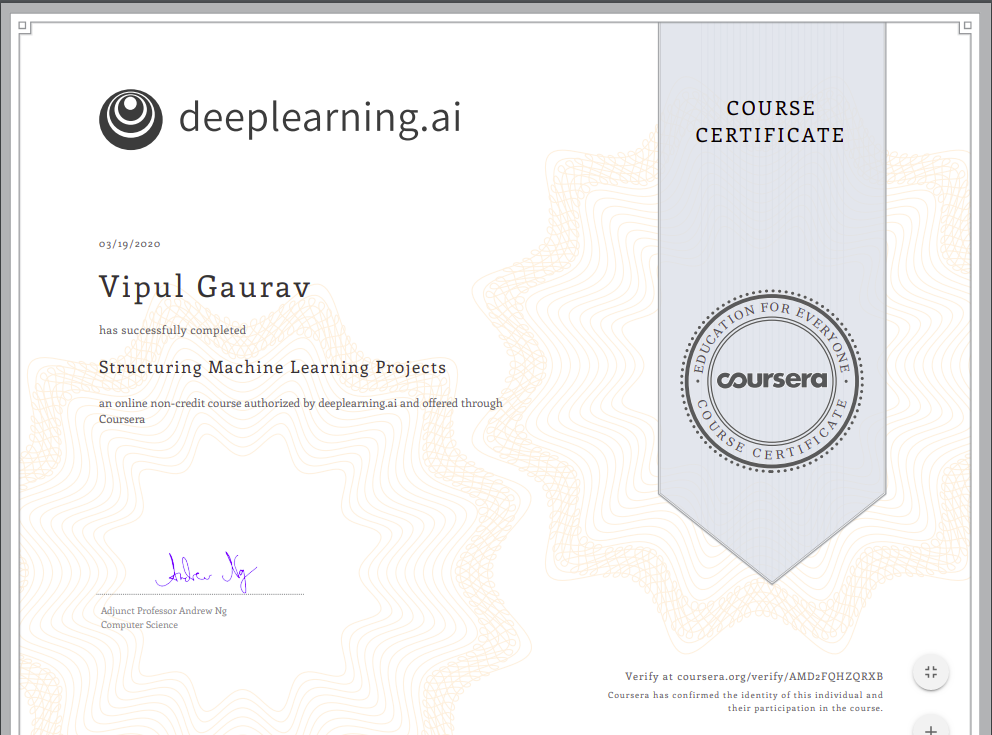 deeplearning.ai
COURSE
CERTIFICATE
03/19/2020
Vipul Gaurav
has successfully completed
Structuring Machine Learning Projects
an online non-credit course authorized by deeplearning.ai and offered through
Coursera
EDUCATION FOR EVERYONE
coursera
COURSE CERTIFICATE
Andrew Ng
Adjunct Professor Andrew Ng
Computer Science
Verify at coursera.org/verify/AMD2FQHZQRXB
Coursera has confirmed the identity of this individual and
their participation in the course.